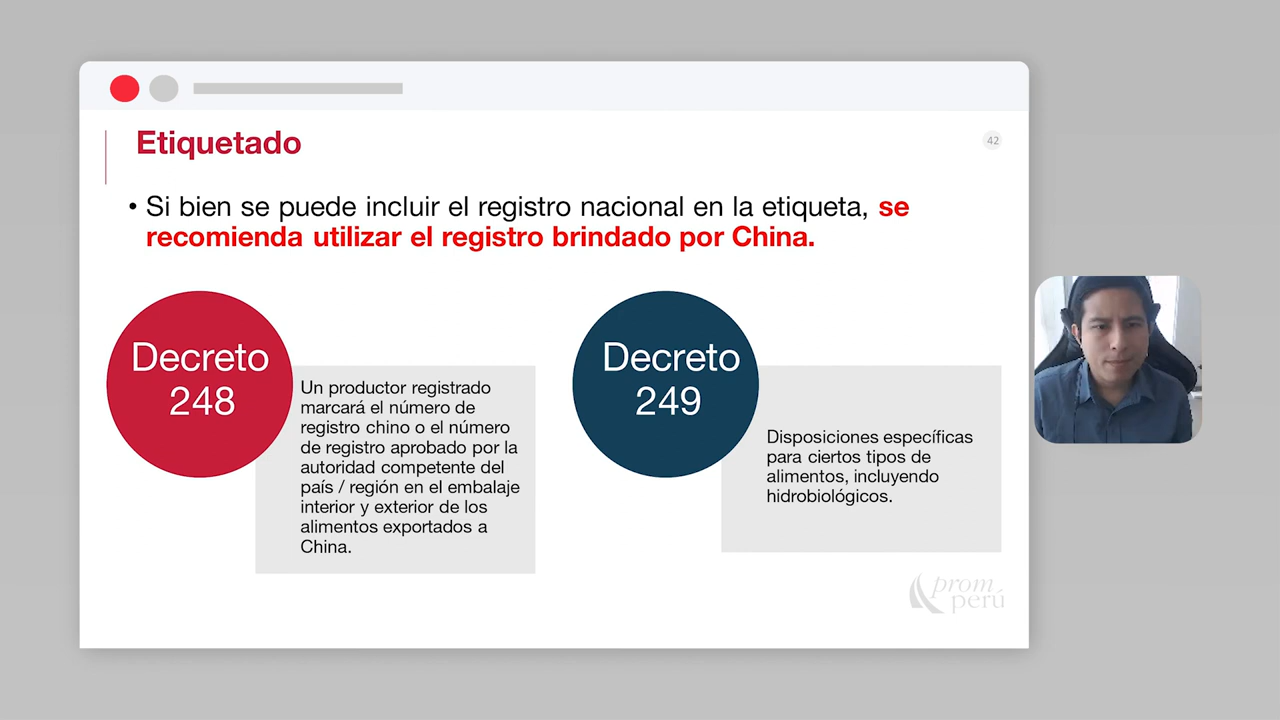 Etiquetado
42
• Si bien se puede incluir el registro nacional en la etiqueta, se
recomienda utilizar el registro brindado por China.
Decreto
248
Un productor registrado
marcará el número de
registro chino o el número
de registro aprobado por la
autoridad competente del
país / región en el embalaje
interior y exterior de los
alimentos exportados a
China.
Decreto
249
Disposiciones específicas
para ciertos tipos de
alimentos, incluyendo
hidrobiológicos.
prom
perú